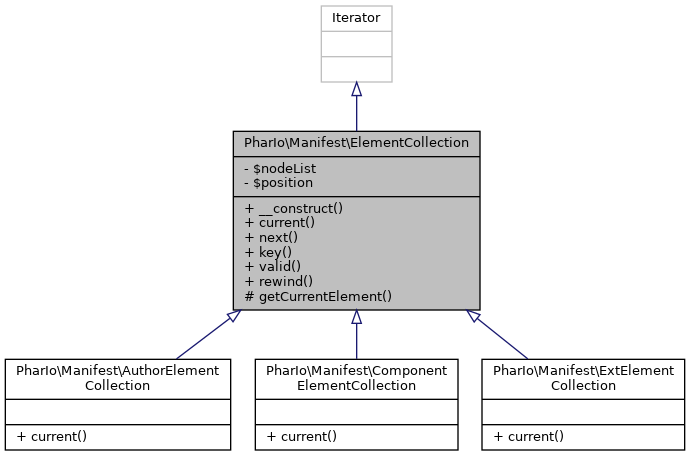 Iterator
PharIo\Manifest\ElementCollection
- $nodeList
- $position
+ __construct()
+ current()
+ next()
+ key()
+ valid()
+ rewind()
# getCurrentElement()
PharIo\Manifest\AuthorElement
Collection
+ current()
PharIo\Manifest\Component
ElementCollection
+ current()
PharIo\Manifest\ExtElement
Collection
+ current()